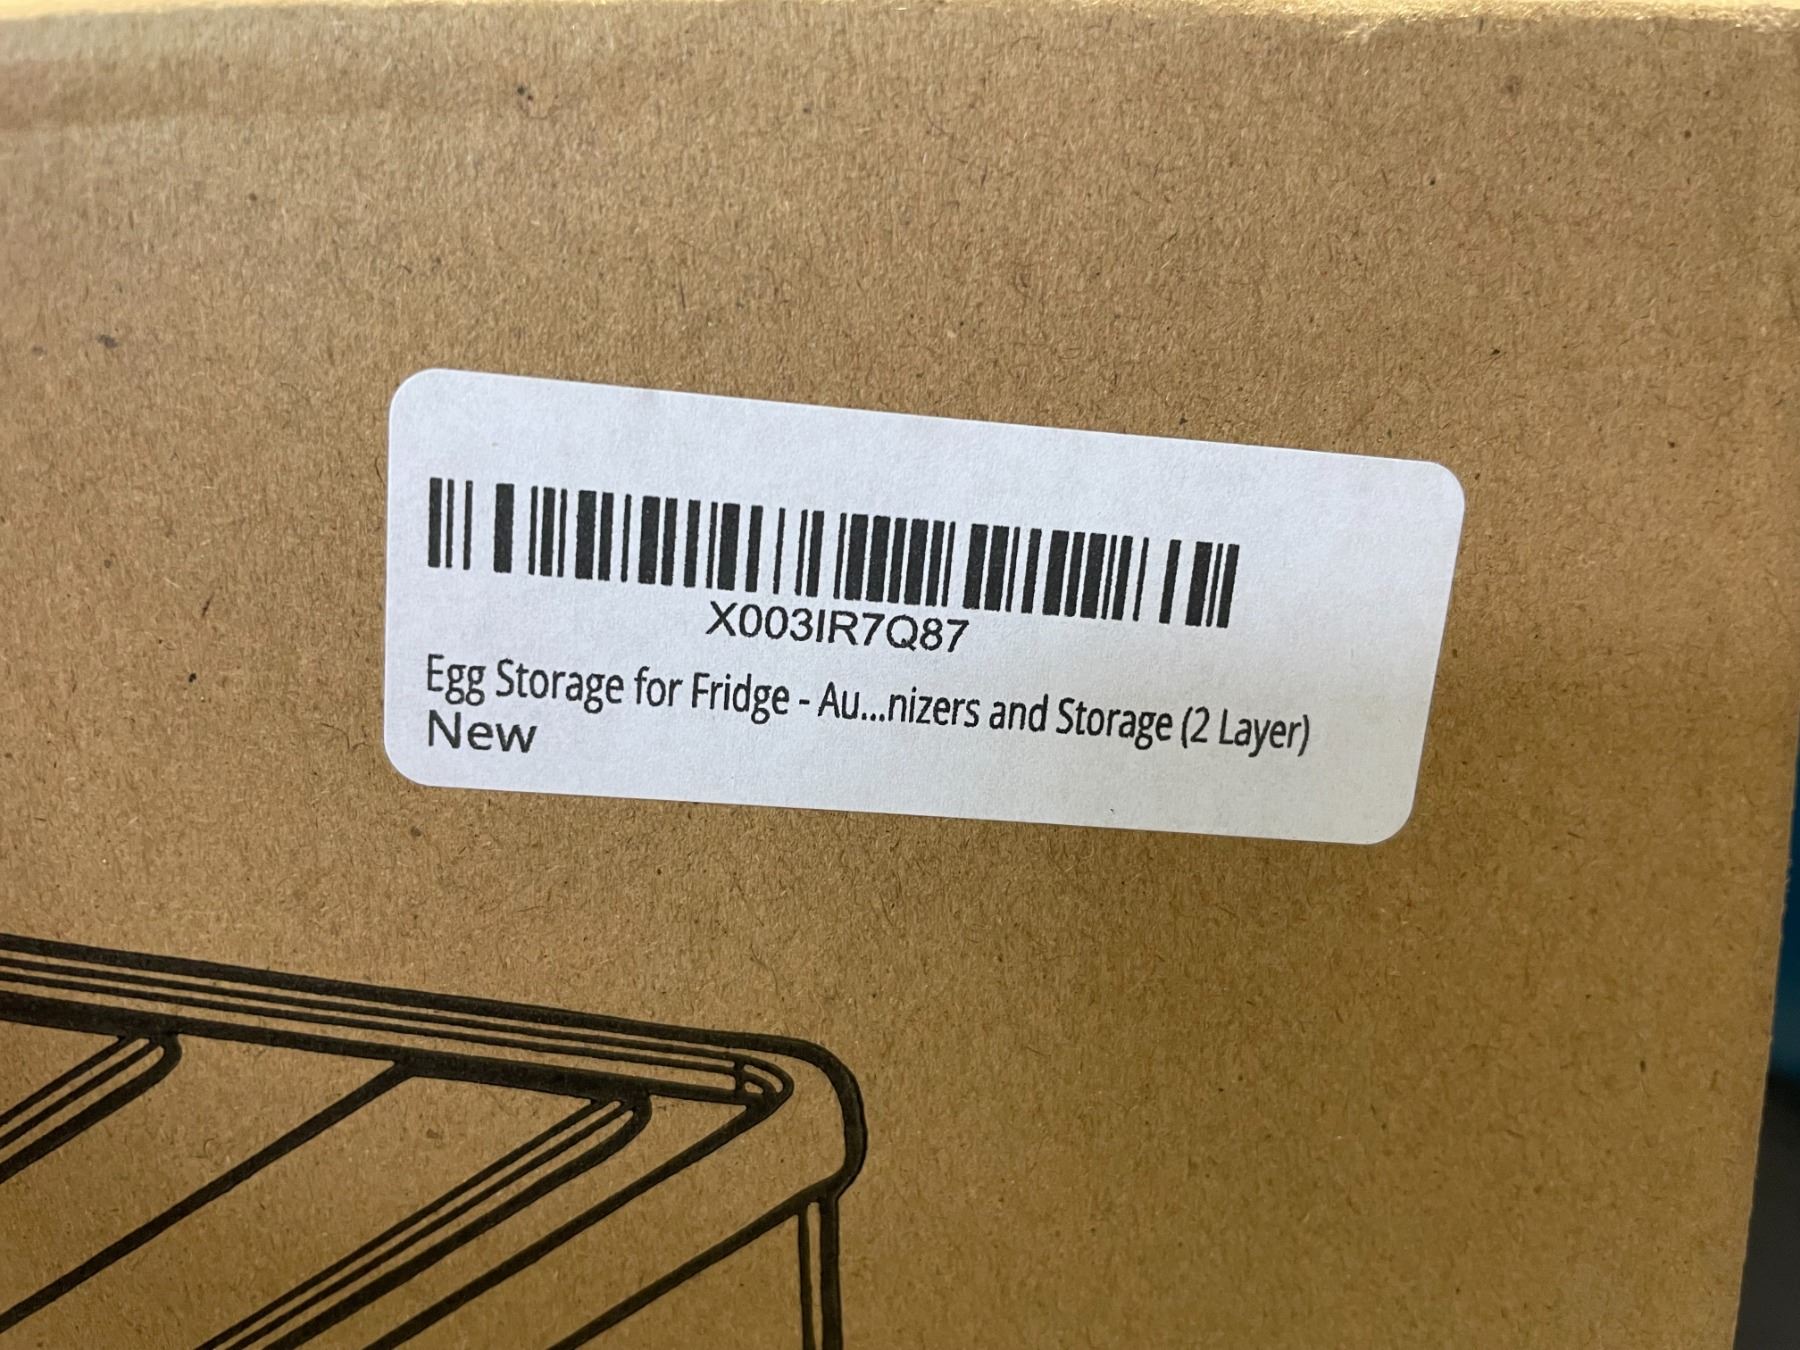 X003IR7Q87
Egg Storage for Fridge - Au...nizers and Storage (2 Layer)
New